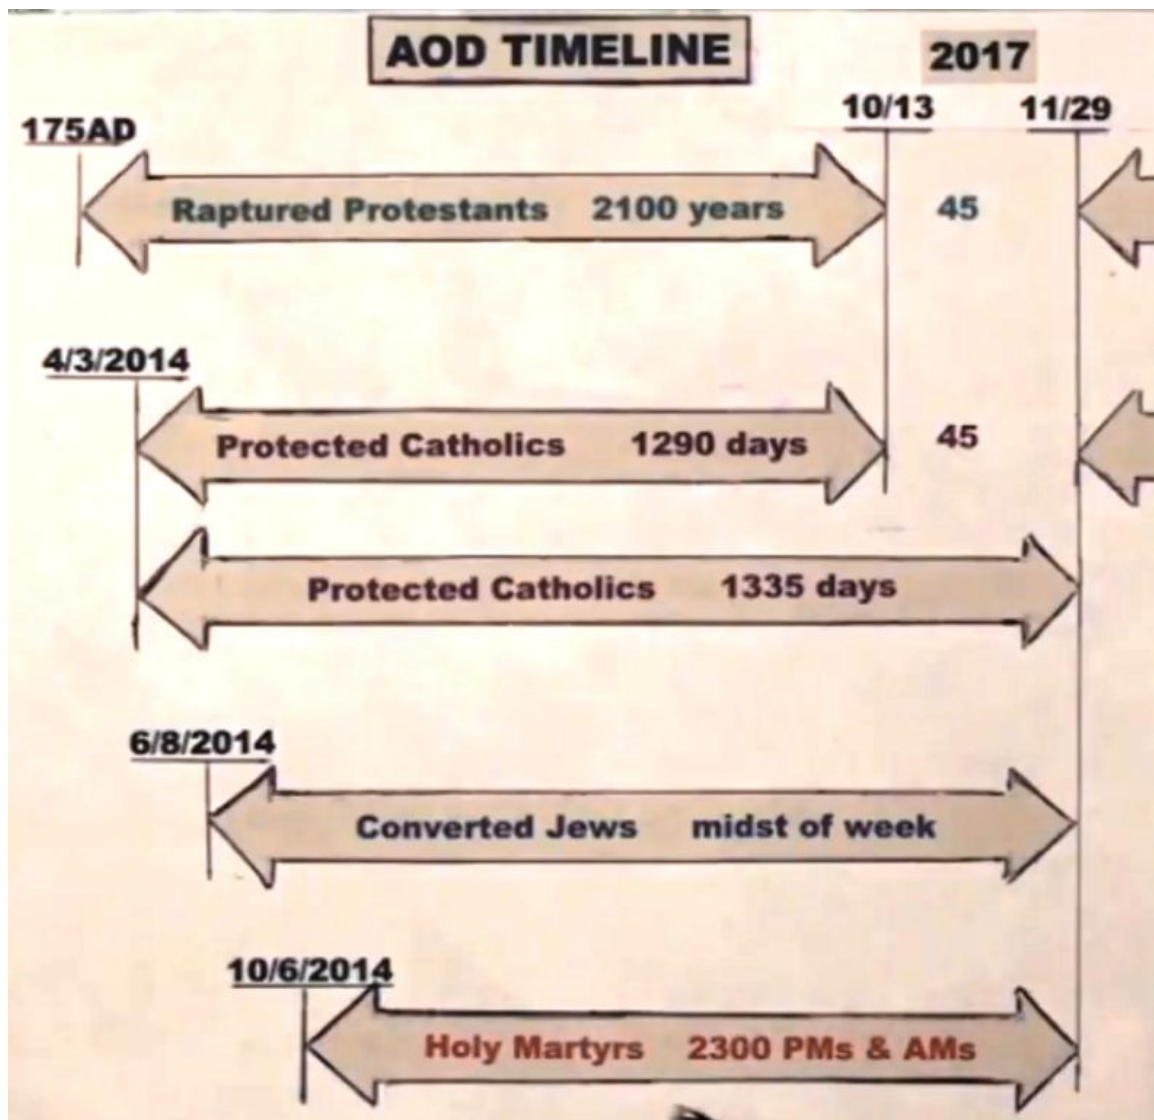 AOD TIMELINE
2017
10/13
11/29
175AD
Raptured Protestants 2100 years
45
4/3/2014
Protected Catholics 1290 days
45
Protected Catholics 1335 days
6/8/2014
Converted Jews midst of week
10/6/2014
Holy Martyrs 2300 PMs & AMs